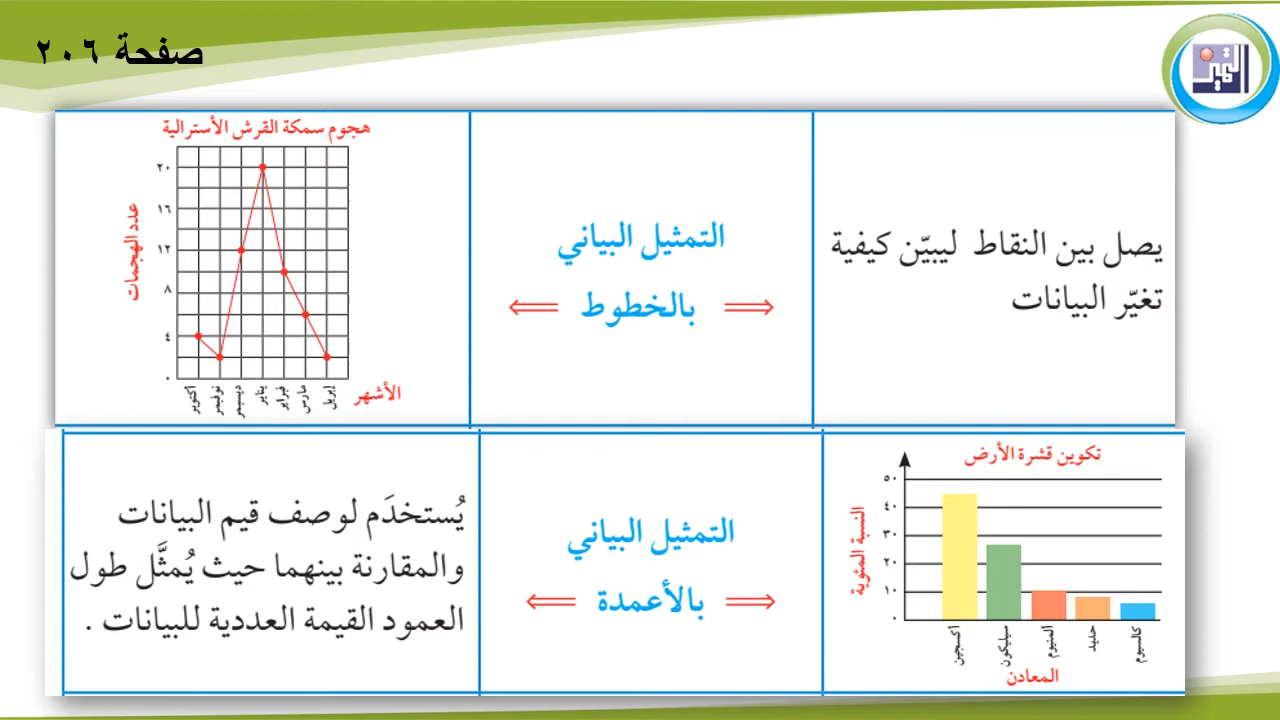 صفحة ٢٠٦
التميز
يصل بين النقاط ليبيّن كيفية
تغيّر البيانات
التمثيل البياني
بالخطوط
هجوم سمكة القرش الأسترالية
عدد الهجمات
٢٠
١٦
١٢
٨
٤
٠
أكتوبر
نوفمبر
ديسمبر
يناير
فبراير
مارس
إبريل
الأشهر
تكوين قشرة الأرض
النسبة المئوية
٥٠
٤٠
٣٠
٢٠
١٠
٠
أكسجين
سيليكون
ألمنيوم
حديد
كالسيوم
المعادن
التمثيل البياني
بالأعمدة
يُستخدَم لوصف قيم البيانات
والمقارنة بينهما حيث يُمثَّل طول
العمود القيمة العددية للبيانات .